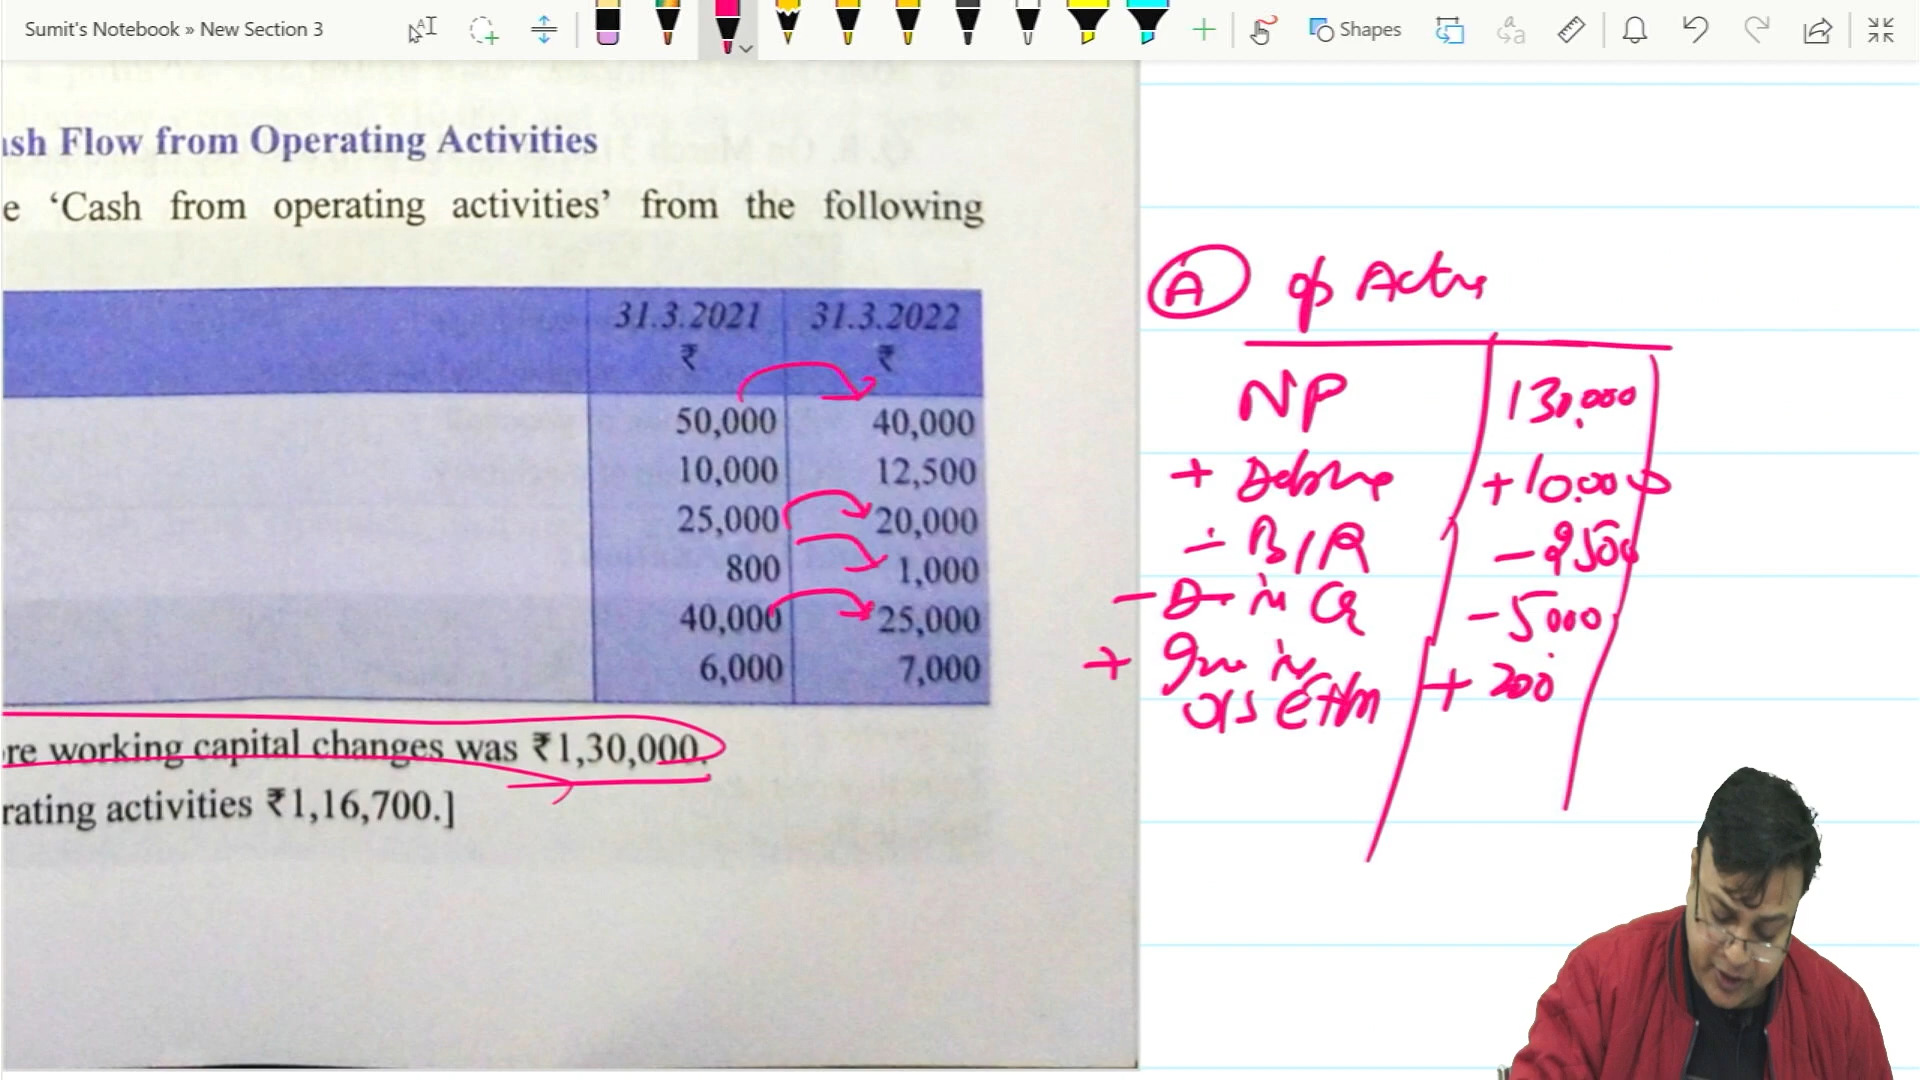 Sumit's Notebook » New Section 3
Shapes
ash Flow from Operating Activities
e ‘Cash from operating activities’ from the following
31.3.2021 31.3.2022
₹ ₹
50,000 40,000
10,000 12,500
25,000 20,000
800 1,000
40,000 25,000
6,000 7,000
re working capital changes was ₹1,30,000.
rating activities ₹1,16,700.]
A
NP 130,000
+ +10,000
- B/R -2500
- D in Cr -5000
+ in +200
o/s